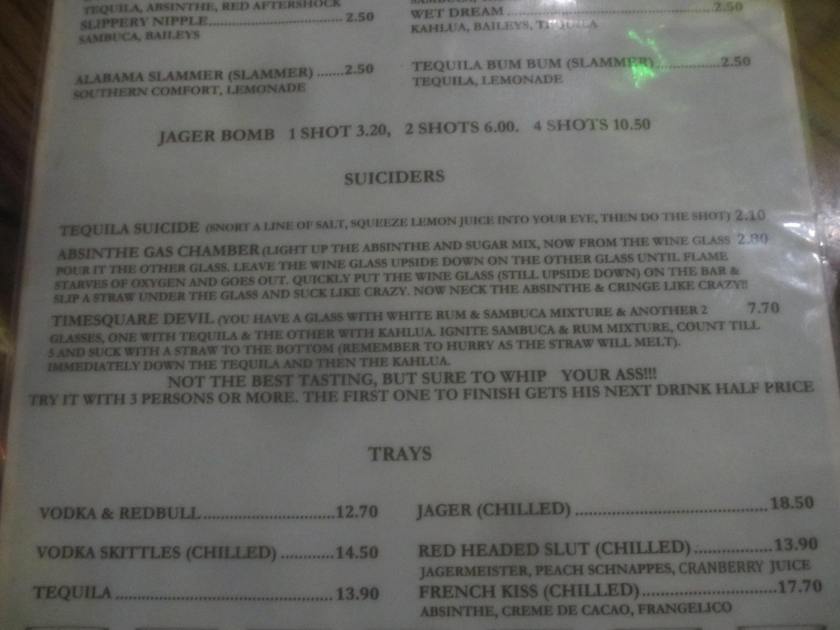 TEQUILA, ABSINTHE, RED AFTERSHOCK
SLIPPERY NIPPLE..........2.50
SAMBUCA, BAILEYS
WET DREAM..........2.50
KAHLUA, BAILEYS, TEQUILA
ALABAMA SLAMMER (SLAMMER)......2.50
SOUTHERN COMFORT, LEMONADE
TEQUILA BUM BUM (SLAMMER)..........2.50
TEQUILA, LEMONADE
JAGER BOMB 1 SHOT 3.20, 2 SHOTS 6.00. 4 SHOTS 10.50
SUICIDERS
TEQUILA SUICIDE (SNORT A LINE OF SALT, SQUEEZE LEMON JUICE INTO YOUR EYE, THEN DO THE SHOT) 2.10
ABSINTHE GAS CHAMBER (LIGHT UP THE ABSINTHE AND SUGAR MIX, NOW FROM THE WINE GLASS 2.80
POUR IT THE OTHER GLASS. LEAVE THE WINE GLASS UPSIDE DOWN ON THE OTHER GLASS UNTIL FLAME
STARVES OF OXYGEN AND GOES OUT. QUICKLY PUT THE WINE GLASS (STILL UPSIDE DOWN) ON THE BAR &
SLIP A STRAW UNDER THE GLASS AND SUCK LIKE CRAZY. NOW NECK THE ABSINTHE & CRINGE LIKE CRAZY!!
TIMESQUARE DEVIL (YOU HAVE A GLASS WITH WHITE RUM & SAMBUCA MIXTURE & ANOTHER 2 7.70
GLASSES, ONE WITH TEQUILA & THE OTHER WITH KAHLUA. IGNITE SAMBUCA & RUM MIXTURE, COUNT TILL
5 AND SUCK WITH A STRAW TO THE BOTTOM (REMEMBER TO HURRY AS THE STRAW WILL MELT).
IMMEDIATELY DOWN THE TEQUILA AND THEN THE KAHLUA.
NOT THE BEST TASTING, BUT SURE TO WHIP YOUR ASS!!!
TRY IT WITH 3 PERSONS OR MORE. THE FIRST ONE TO FINISH GETS HIS NEXT DRINK HALF PRICE
TRAYS
VODKA & REDBULL..........12.70
JAGER (CHILLED)..........18.50
VODKA SKITTLES (CHILLED)..........14.50
RED HEADED SLUT (CHILLED)..........13.90
JAGERMEISTER, PEACH SCHNAPPES, CRANBERRY JUICE
TEQUILA..........13.90
FRENCH KISS (CHILLED)..........17.70
ABSINTHE, CREME DE CACAO, FRANGELICO